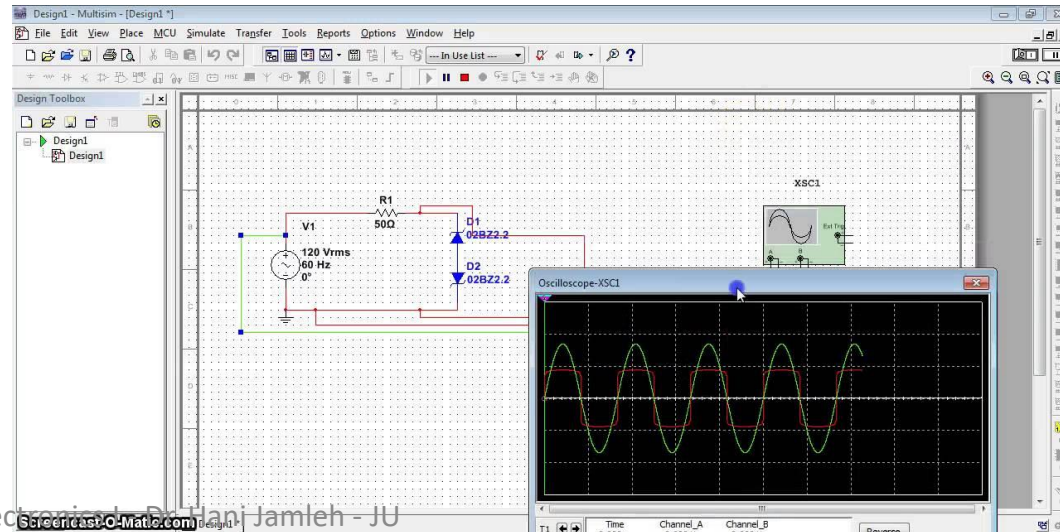 Design1 - Multisim - [Design1 *]
File Edit View Place MCU Simulate Transfer Tools Reports Options Window Help
--- In Use List ---
Design Toolbox
Design1
Design1
XSC1
Ext Trig
A B
R1
50Ω
V1
120 Vrms
60 Hz
0°
D1
02BZ2.2
D2
02BZ2.2
Oscilloscope-XSC1
T1 Time Channel_A Channel_B
Reverse
Screencast-O-Matic.com
Design1 *
Hani Jamleh - JU